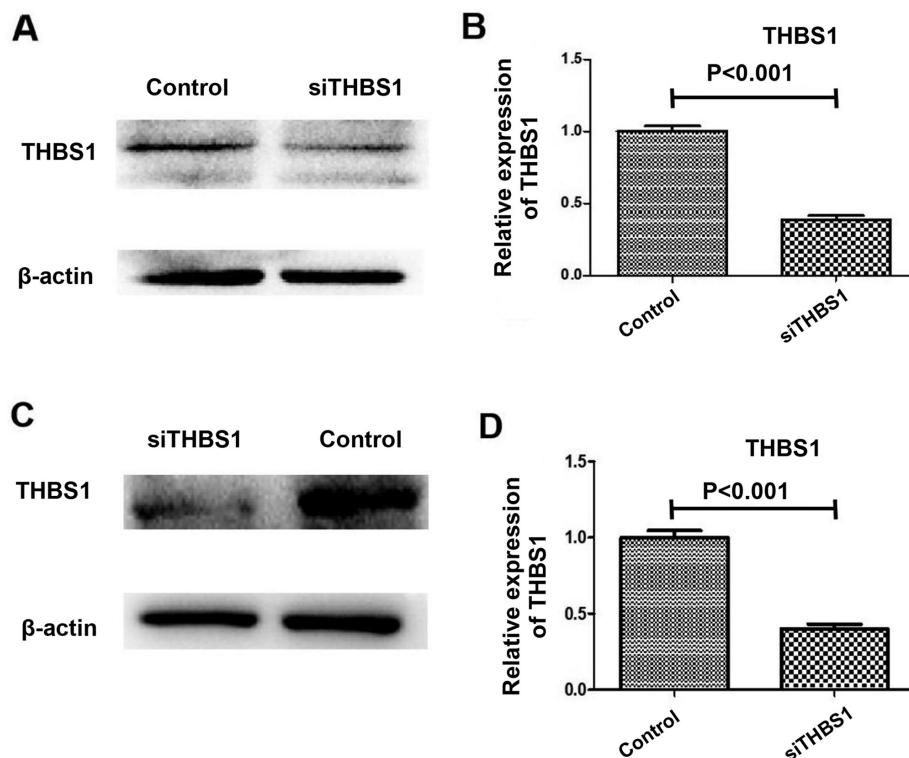 A
Control siTHBS1
THBS1
β-actin
B
THBS1
P<0.001
Relative expression
of THBS1
1.5
1.0
0.5
0.0
Control
siTHBS1
C
siTHBS1 Control
THBS1
β-actin
D
THBS1
P<0.001
Relative expression
of THBS1
1.5
1.0
0.5
0.0
Control
siTHBS1